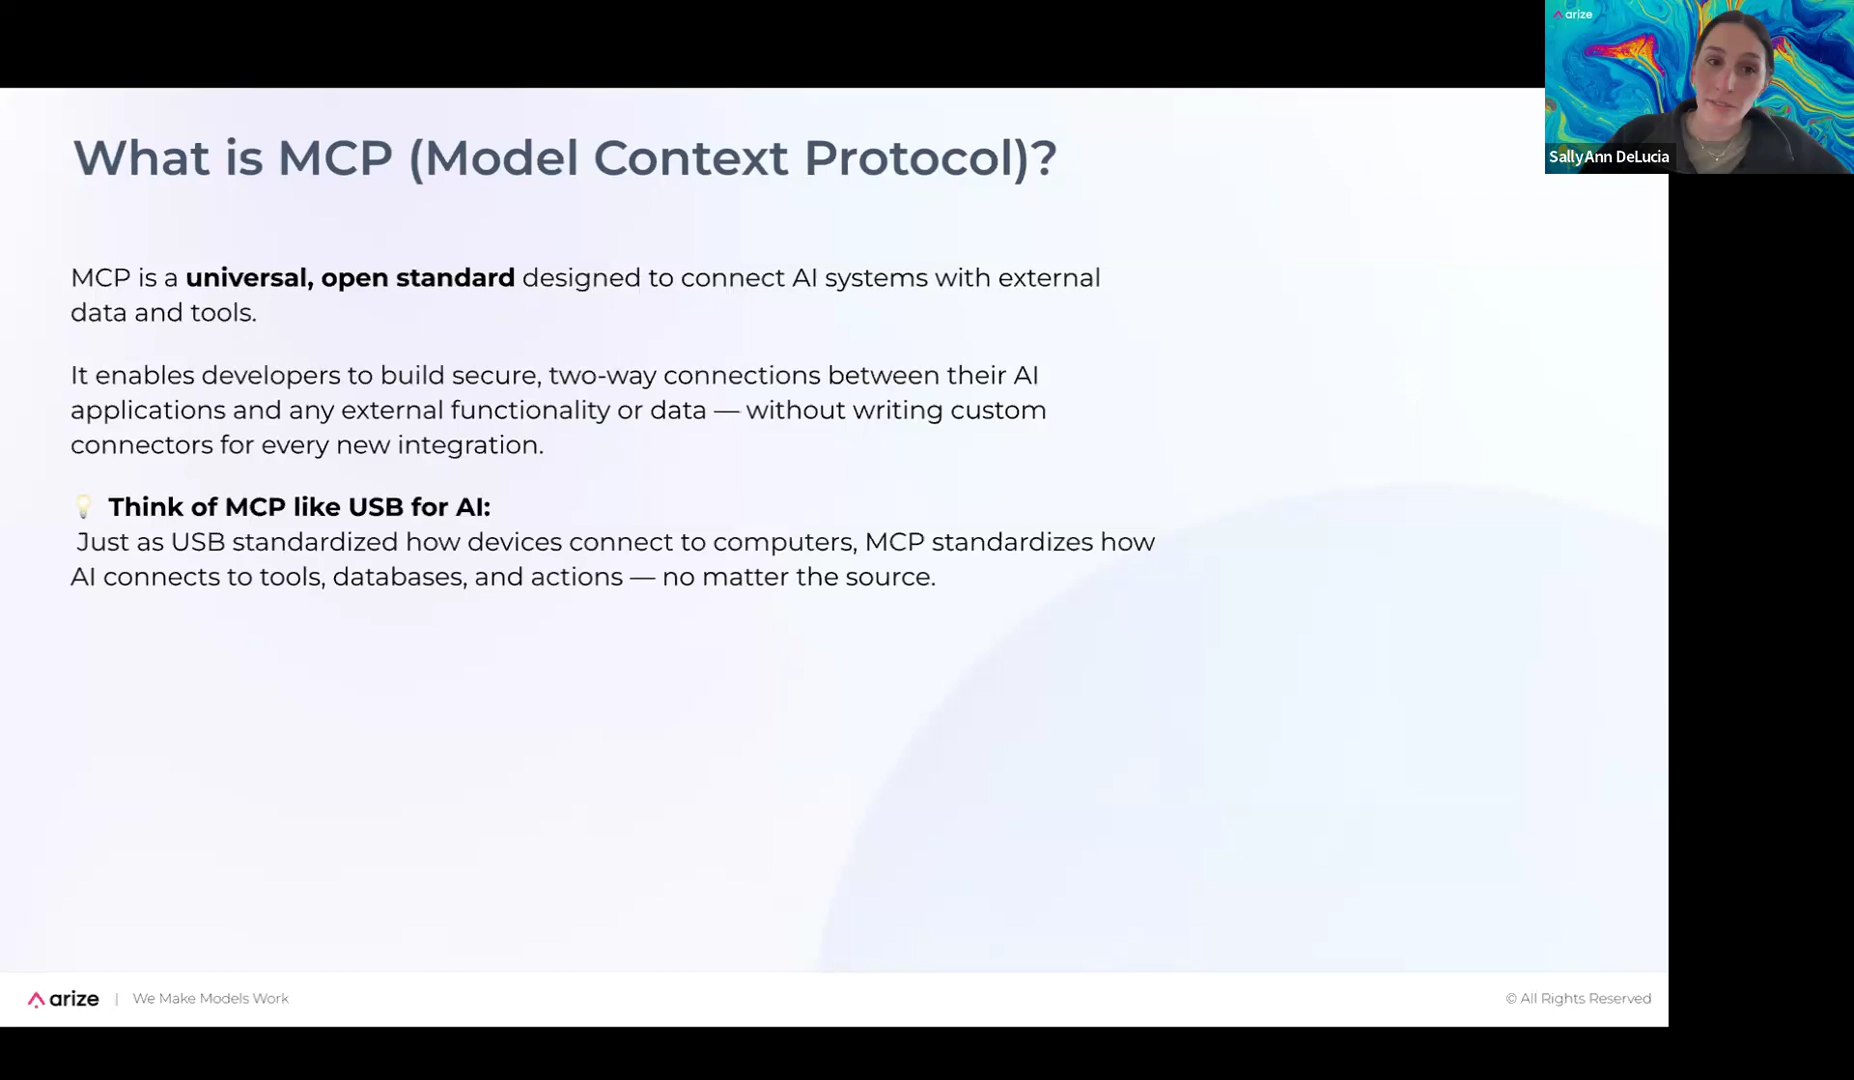 arize
SallyAnn DeLucia
What is MCP (Model Context Protocol)?
MCP is a universal, open standard designed to connect AI systems with external
data and tools.
It enables developers to build secure, two-way connections between their AI
applications and any external functionality or data — without writing custom
connectors for every new integration.
💡 Think of MCP like USB for AI:
Just as USB standardized how devices connect to computers, MCP standardizes how
AI connects to tools, databases, and actions — no matter the source.
arize | We Make Models Work
© All Rights Reserved